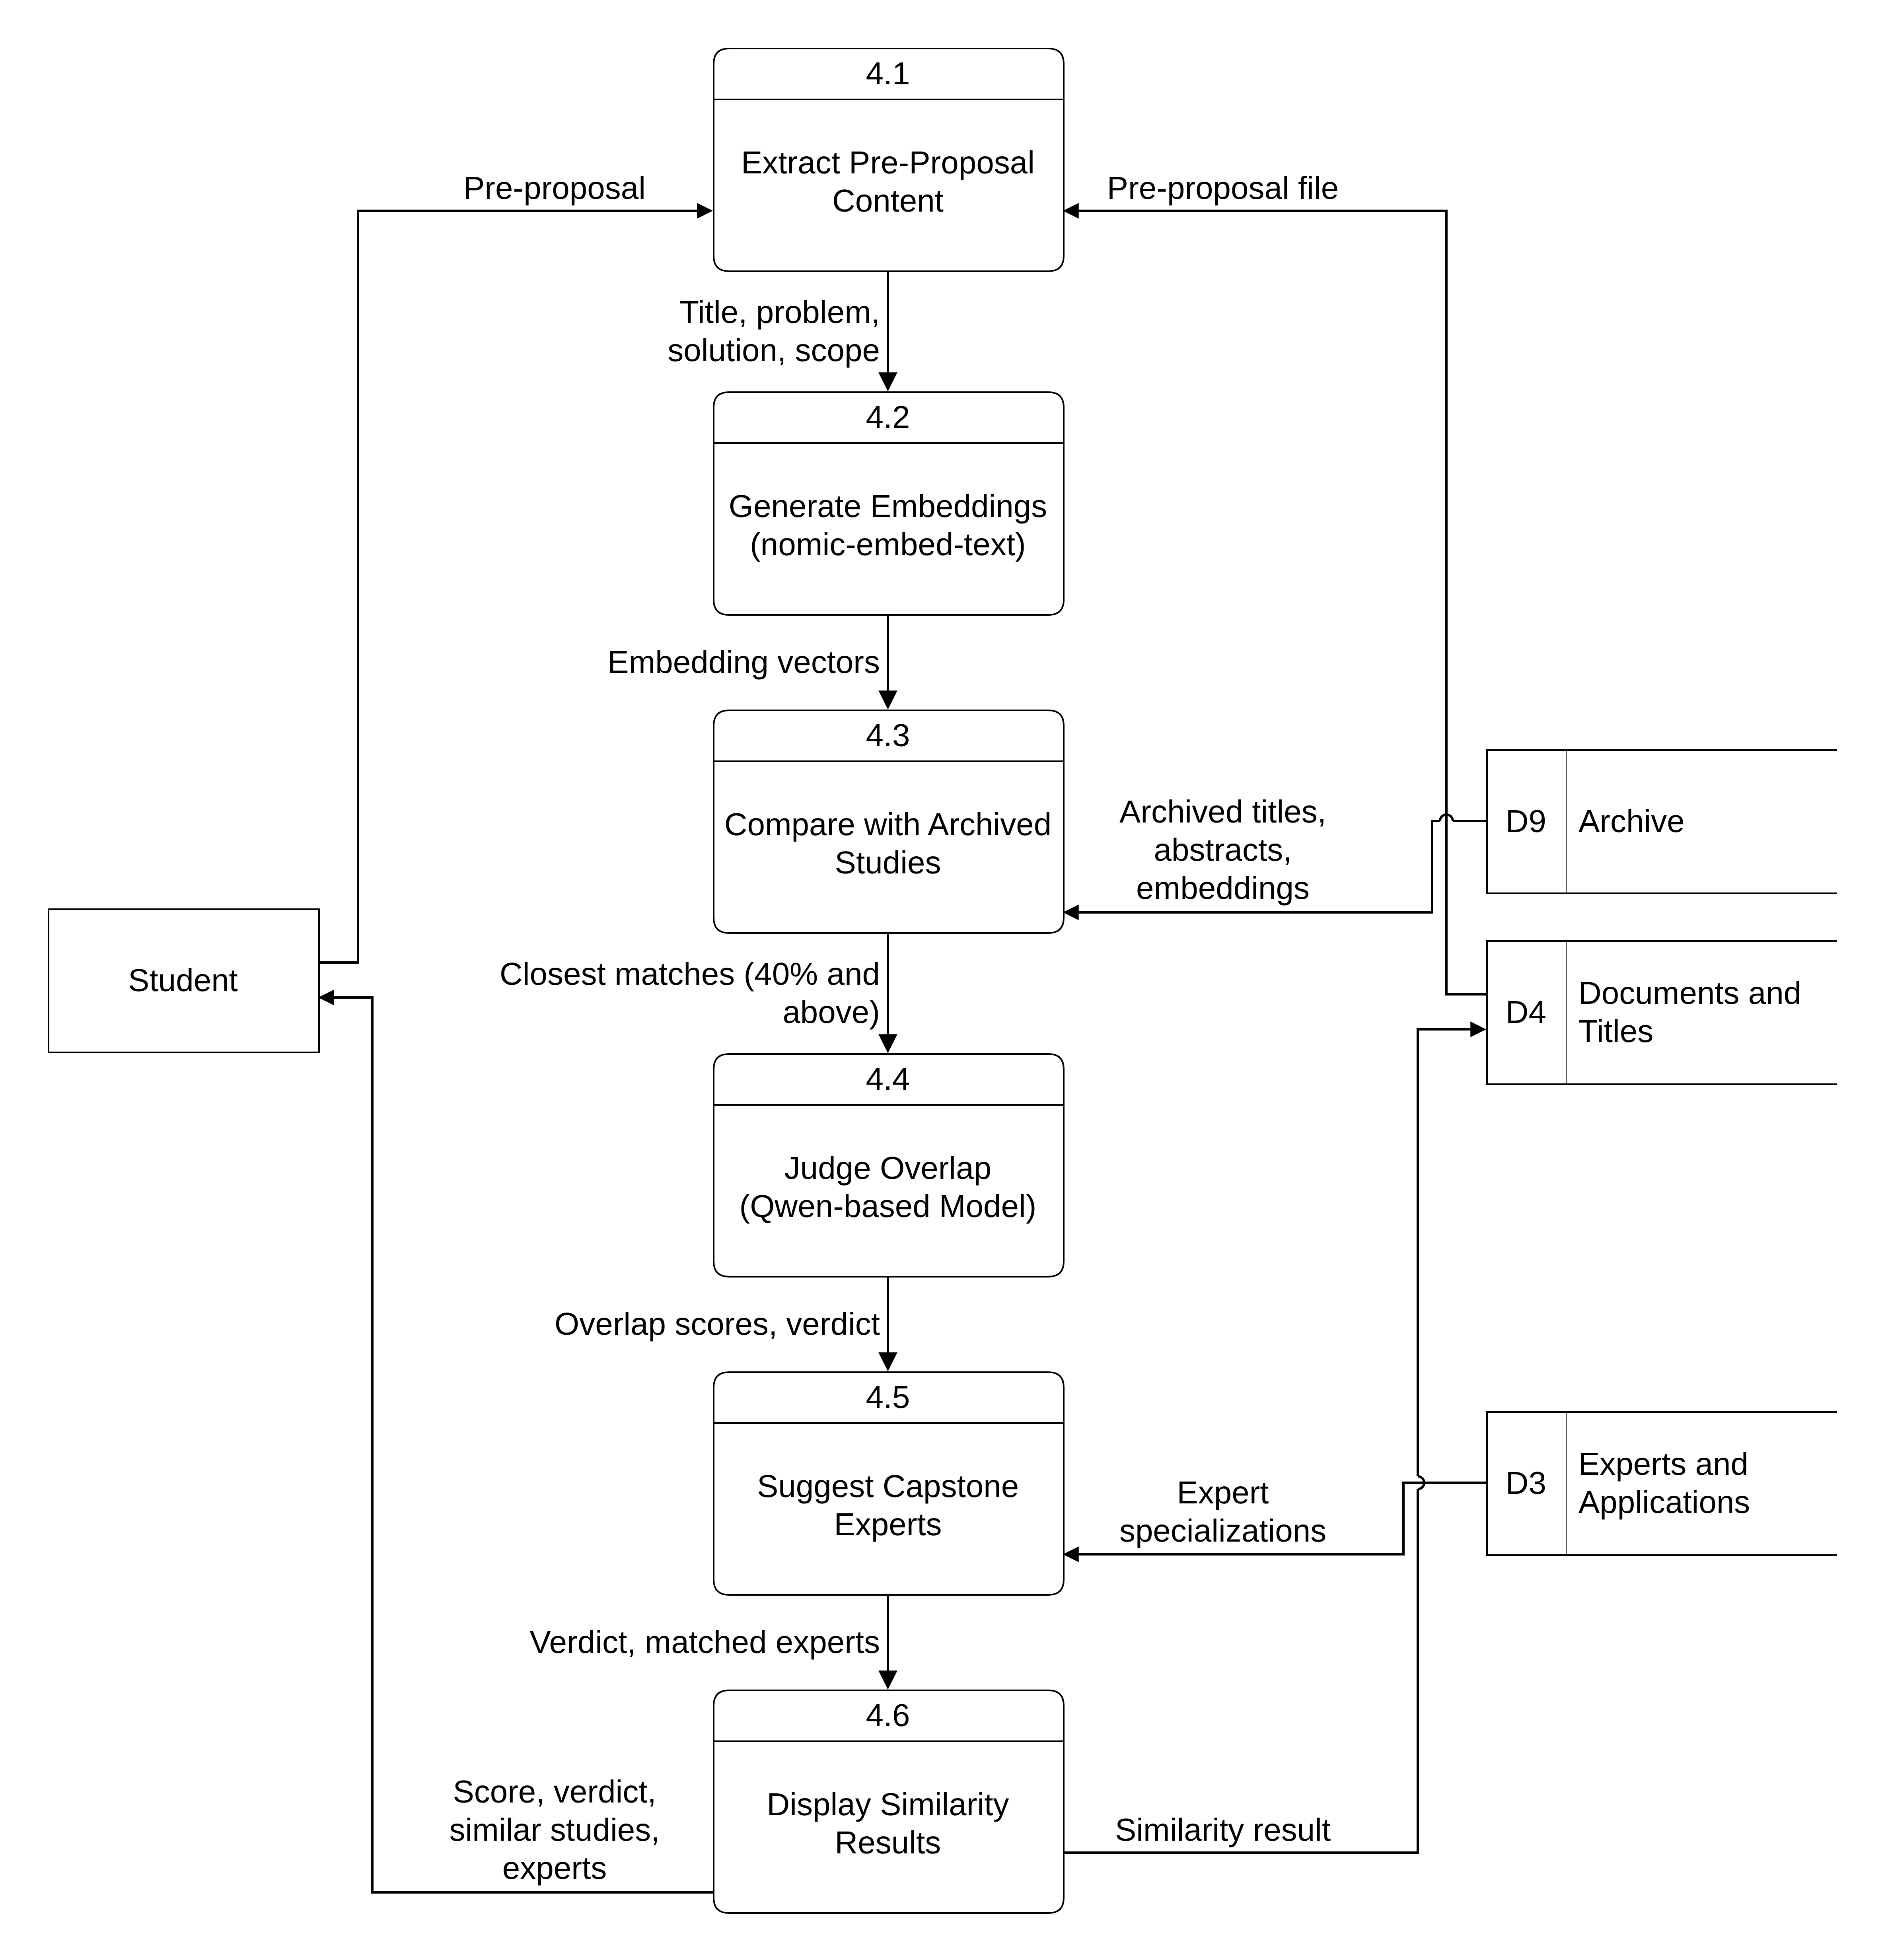 4.1
Extract Pre-Proposal
Content
Pre-proposal
Pre-proposal file
Title, problem,
solution, scope
4.2
Generate Embeddings
(nomic-embed-text)
Embedding vectors
4.3
Compare with Archived
Studies
Archived titles,
abstracts,
embeddings
D9
Archive
Student
Closest matches (40% and
above)
D4
Documents and
Titles
4.4
Judge Overlap
(Qwen-based Model)
Overlap scores, verdict
4.5
Suggest Capstone
Experts
Expert
specializations
D3
Experts and
Applications
Verdict, matched experts
4.6
Display Similarity
Results
Score, verdict,
similar studies,
experts
Similarity result